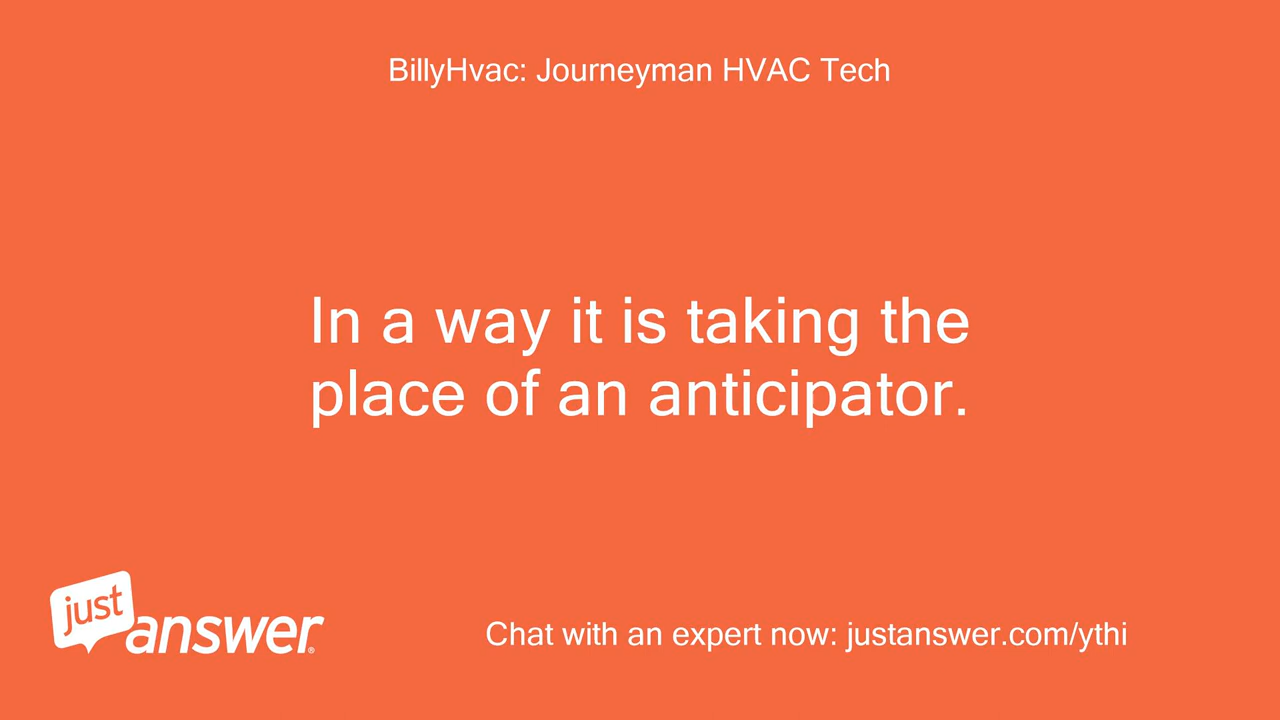 BillyHvac: Journeyman HVAC Tech
In a way it is taking the
place of an anticipator.
just
answer®
Chat with an expert now: justanswer.com/ythi